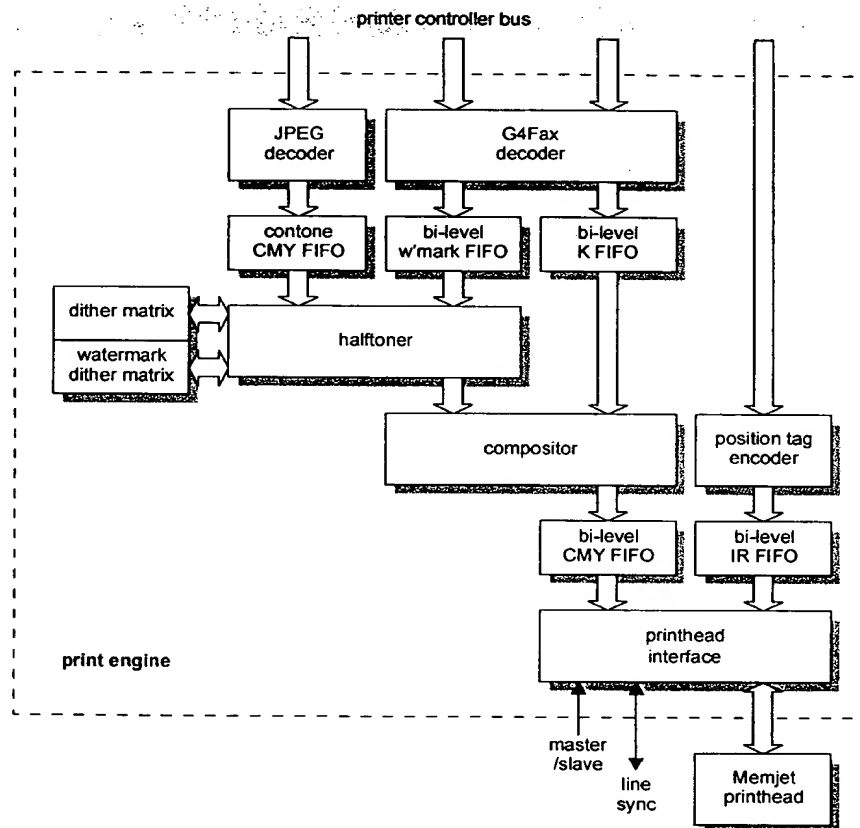 printer controller bus
JPEG
decoder
G4Fax
decoder
contone
CMY FIFO
bi-level
w'mark FIFO
bi-level
K FIFO
dither matrix
watermark
dither matrix
halftoner
compositor
position tag
encoder
bi-level
CMY FIFO
bi-level
IR FIFO
printhead
interface
print engine
master
/slave
line
sync
Memjet
printhead